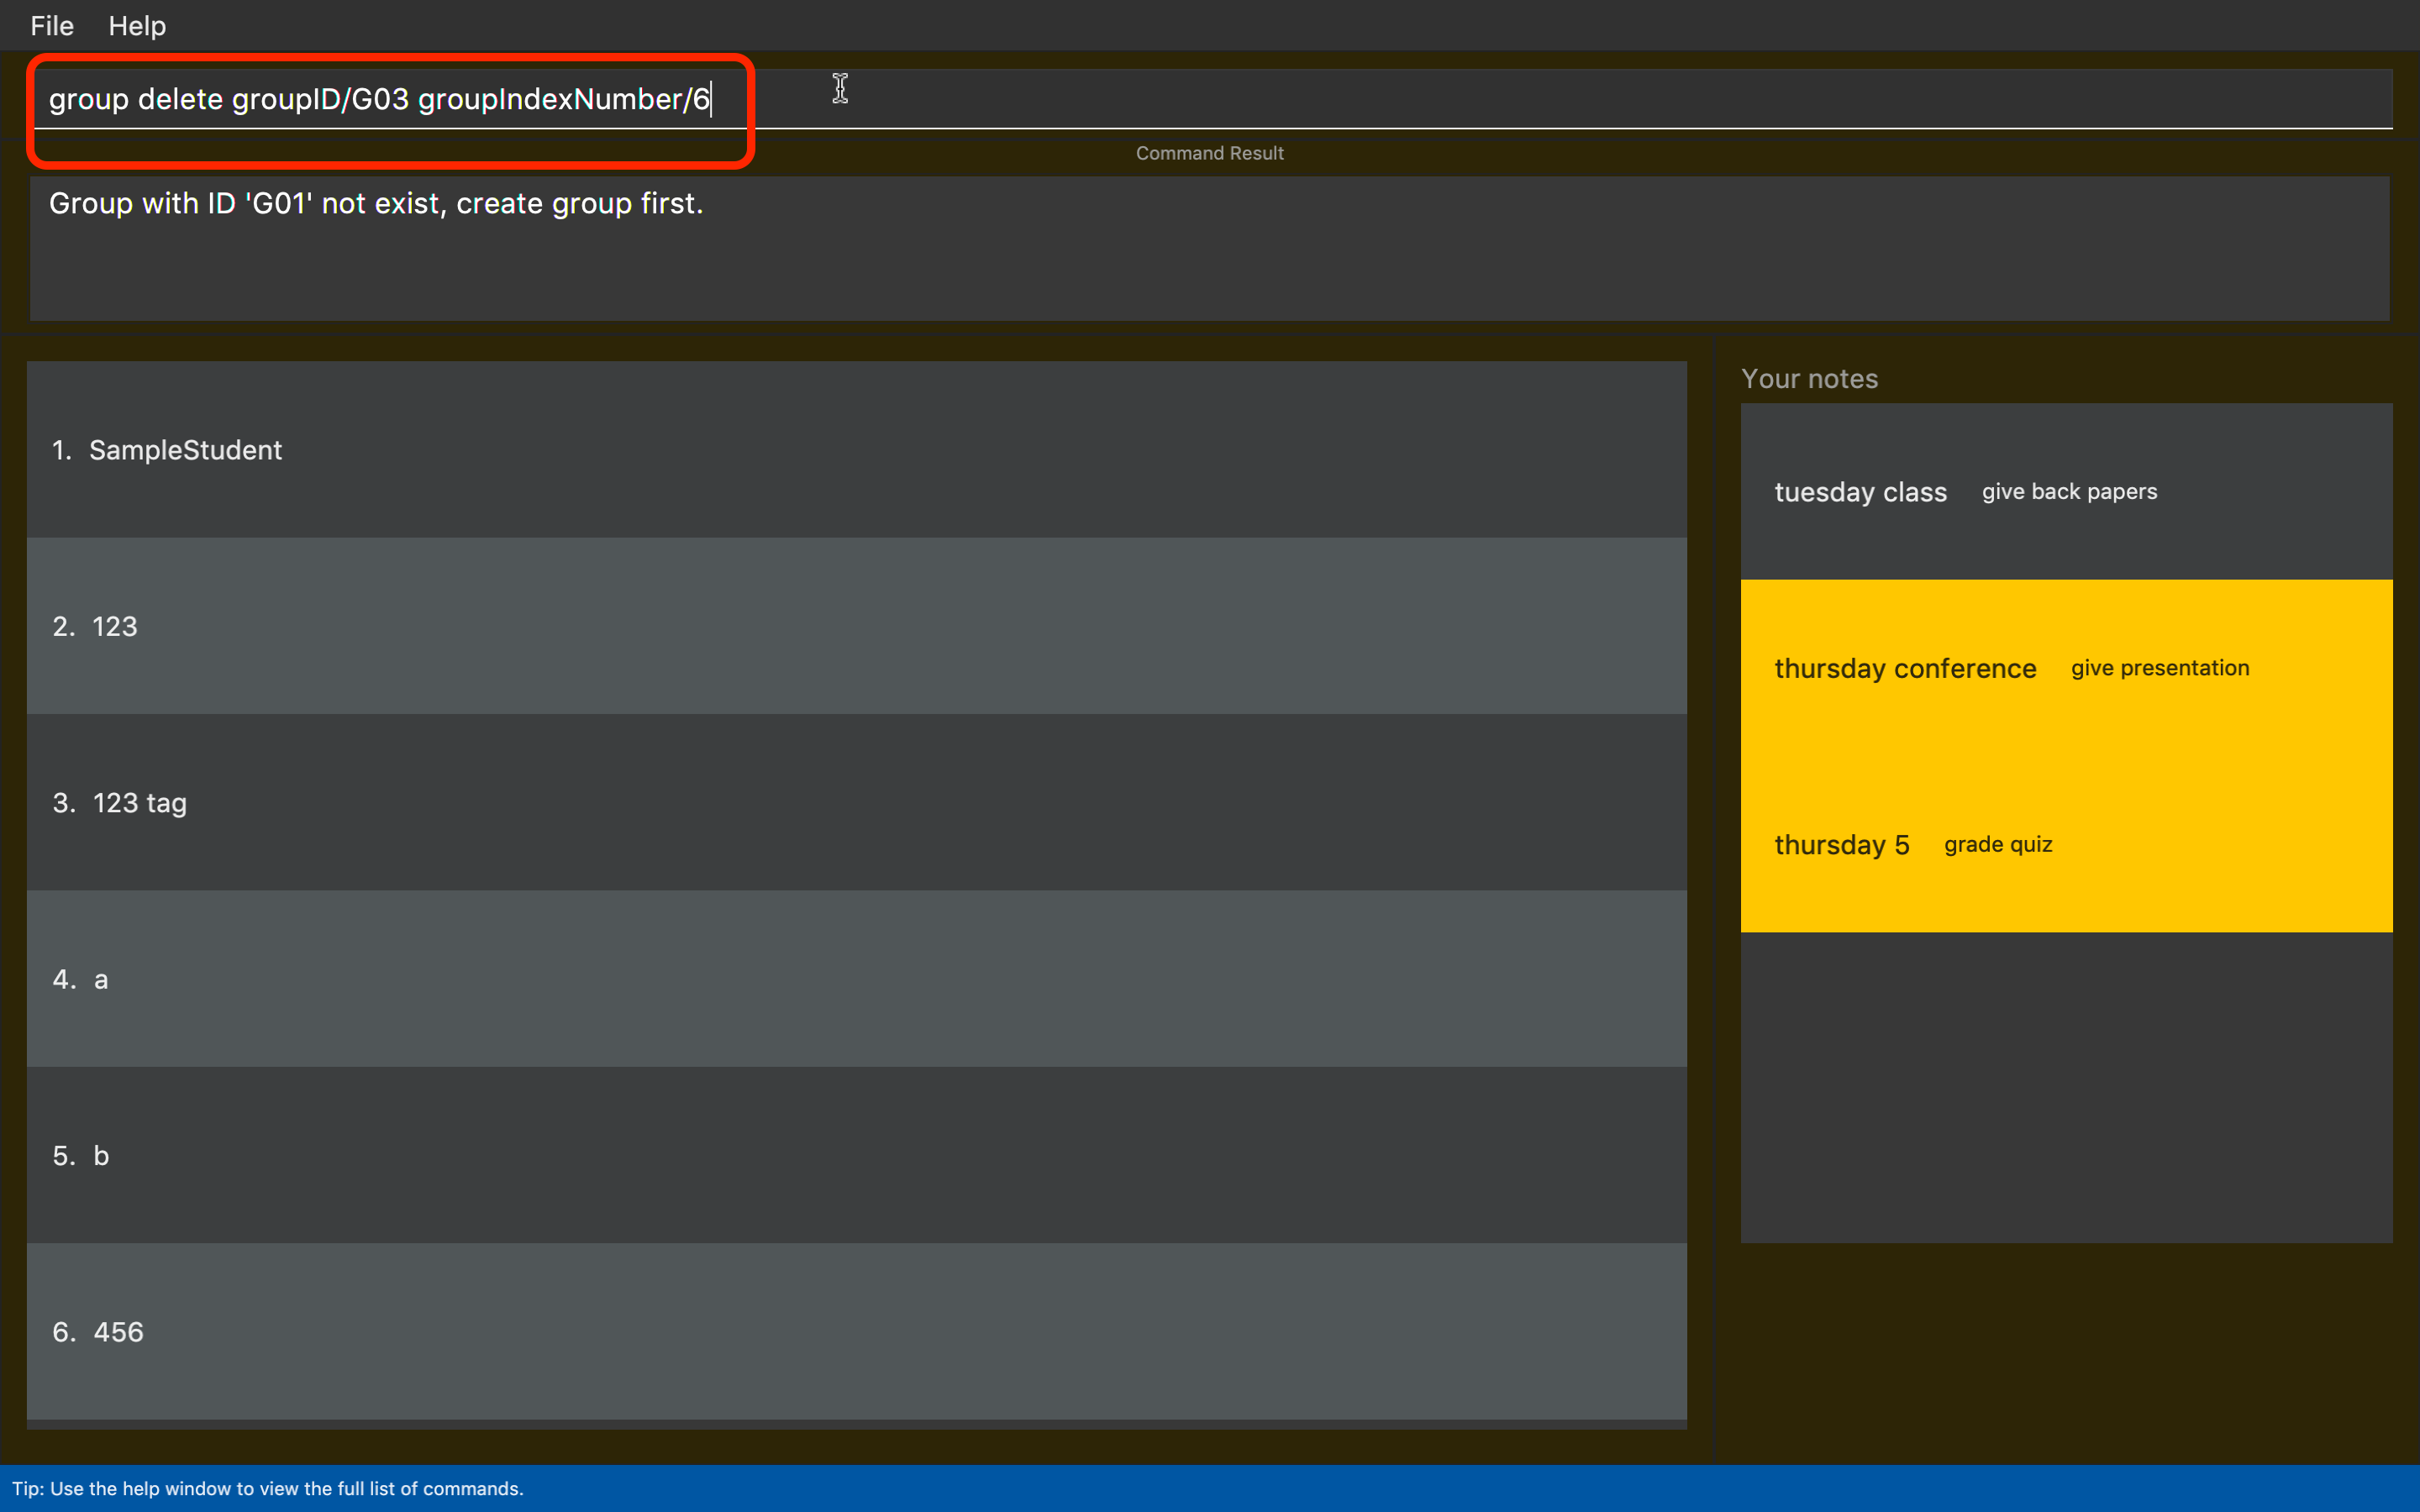 File Help
group delete groupID/G03 groupIndexNumber/6
Command Result
Group with ID 'G01' not exist, create group first.
1. SampleStudent
2. 123
3. 123 tag
4. a
5. b
6. 456
Your notes
tuesday class give back papers
thursday conference give presentation
thursday 5 grade quiz
Tip: Use the help window to view the full list of commands.